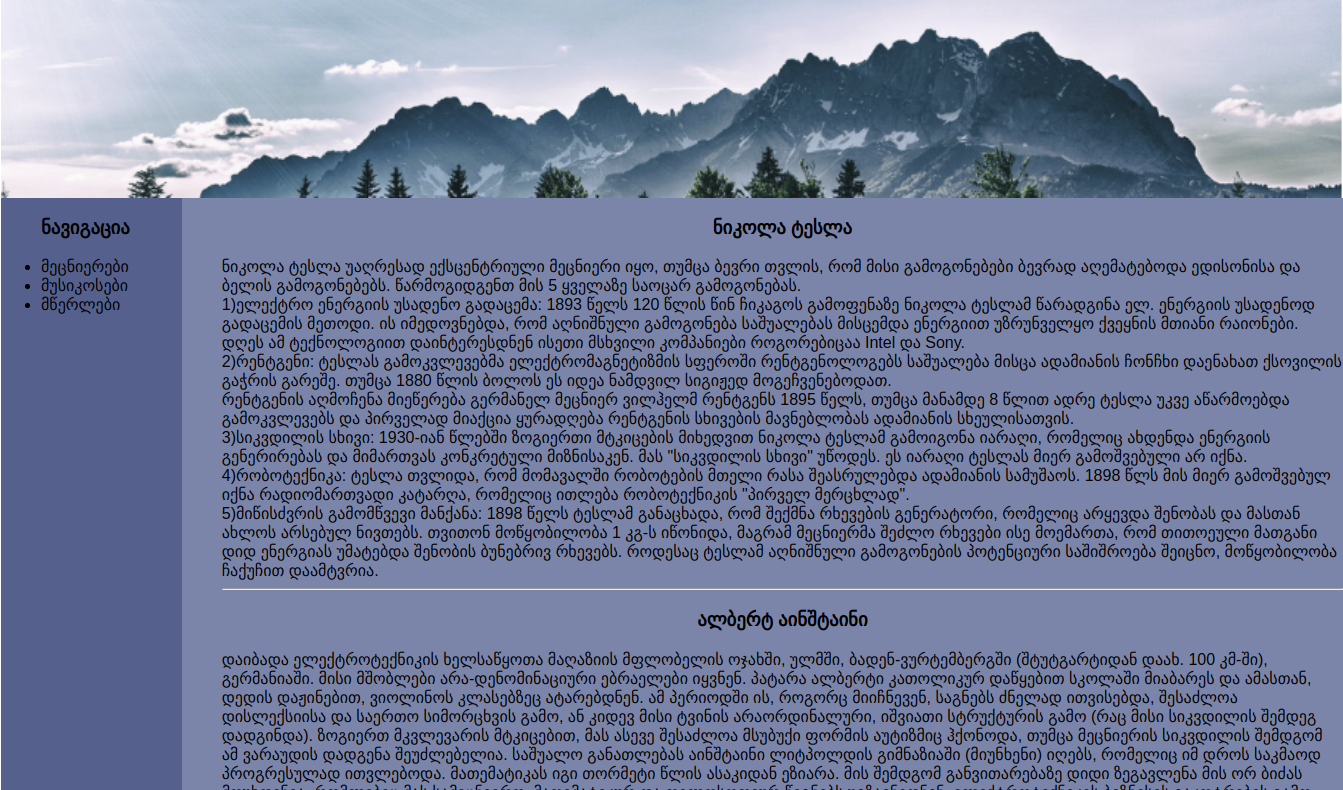 ნავიგაცია
მეცნიერები
მუსიკოსები
მწერლები
ნიკოლა ტესლა
ნიკოლა ტესლა უაღრესად ექსცენტრიული მეცნიერი იყო, თუმცა ბევრი თვლის, რომ მისი გამოგონებები ბევრად აღემატებოდა ედისონისა და
ბელის გამოგონებებს. წარმოგიდგენთ მის 5 ყველაზე საოცარ გამოგონებას.
1)ელექტრო ენერგიის უსადენო გადაცემა: 1893 წელს 120 წლის წინ ჩიკაგოს გამოფენაზე ნიკოლა ტესლამ წარადგინა ელ. ენერგიის უსადენოდ
გადაცემის მეთოდი. ის იმედოვნებდა, რომ აღნიშნული გამოგონება საშუალებას მისცემდა ენერგიით უზრუნველყო ქვეყნის მთიანი რაიონები.
დღეს ამ ტექნოლოგიით დაინტერესდნენ ისეთი მსხვილი კომპანიები როგორებიცაა Intel და Sony.
2)რენტგენი: ტესლას გამოკვლევებმა ელექტრომაგნეტიზმის სფეროში რენტგენოლოგებს საშუალება მისცა ადამიანის ჩონჩხი დაენახათ ქსოვილის
გაჭრის გარეშე. თუმცა 1880 წლის ბოლოს ეს იდეა ნამდვილ სიგიჟედ მოგეჩვენებოდათ.
რენტგენის აღმოჩენა მიეწერება გერმანელ მეცნიერ ვილჰელმ რენტგენს 1895 წელს, თუმცა მანამდე 8 წლით ადრე ტესლა უკვე აწარმოებდა
გამოკვლევებს და პირველად მიაქცია ყურადღება რენტგენის სხივების მავნებლობას ადამიანის სხეულისათვის.
3)სიკვდილის სხივი: 1930-იან წლებში ზოგიერთი მტკიცების მიხედვით ნიკოლა ტესლამ გამოიგონა იარაღი, რომელიც ახდენდა ენერგიის
გენერირებას და მიმართვას კონკრეტული მიზნისაკენ. მას "სიკვდილის სხივი" უწოდეს. ეს იარაღი ტესლას მიერ გამოშვებული არ იქნა.
4)რობოტექნიკა: ტესლა თვლიდა, რომ მომავალში რობოტების მთელი რასა შეასრულებდა ადამიანის სამუშაოს. 1898 წლს მის მიერ გამოშვებულ
იქნა რადიომართვადი კატარღა, რომელიც ითლება რობოტექნიკის "პირველ მერცხლად".
5)მიწისძვრის გამომწვევი მანქანა: 1898 წელს ტესლამ განაცხადა, რომ შექმნა რხევების გენერატორი, რომელიც არყევდა შენობას და მასთან
ახლოს არსებულ ნივთებს. თვითონ მოწყობილობა 1 კგ-ს იწონიდა, მაგრამ მეცნიერმა შეძლო რხევები ისე მოემართა, რომ თითოეული მათგანი
დიდ ენერგიას უმატებდა შენობის ბუნებრივ რხევებს. როდესაც ტესლამ აღნიშნული გამოგონების პოტენციური საშიშროება შეიცნო, მოწყობილობა
ჩაქუჩით დაამტვრია.
ალბერტ აინშტაინი
დაიბადა ელექტროტექნიკის ხელსაწყოთა მაღაზიის მფლობელის ოჯახში, ულმში, ბადენ-ვურტემბერგში (შტუტგარტიდან დაახ. 100 კმ-ში),
გერმანიაში. მისი მშობლები არა-დენომინაციური ებრაელები იყვნენ. პატარა ალბერტი კათოლიკურ დაწყებით სკოლაში მიაბარეს და ამასთან,
დედის დაჟინებით, ვიოლინოს კლასებზეც ატარებდნენ. ამ პერიოდში ის, როგორც მიიჩნევენ, საგნებს ძნელად ითვისებდა, შესაძლოა
დისლექსიისა და საერთო სიმორცხვის გამო, ან კიდევ მისი ტვინის არაორდინალური, იშვიათი სტრუქტურის გამო (რაც მისი სიკვდილის შემდეგ
დადგინდა). ზოგიერთ მკვლევარის მტკიცებით, მას ასევე შესაძლოა მსუბუქი ფორმის აუტიზმიც ჰქონოდა, თუმცა მეცნიერის სიკვდილის შემდგომ
ამ ვარაუდის დადგენა შეუძლებელია. საშუალო განათლებას აინშტაინი ლიტპოლდის გიმნაზიაში (მიუნხენი) იღებს, რომელიც იმ დროს საკმაოდ
პროგრესულად ითვლებოდა. მათემატიკას იგი თორმეტი წლის ასაკიდან ეზიარა. მის შემდგომ განვითარებაზე დიდი ზეგავლენა მის ორ ბიძას